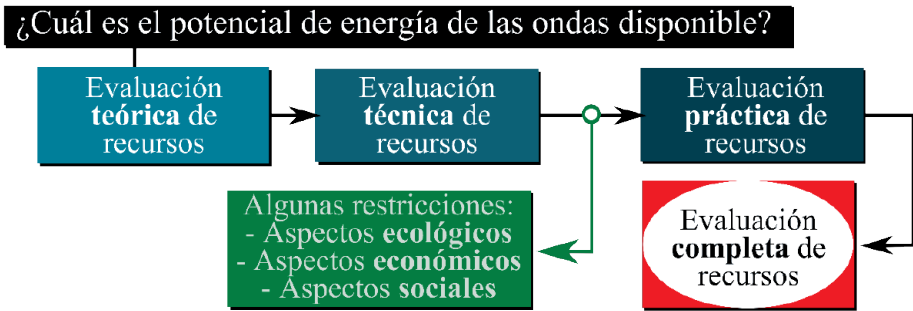 ¿Cuál es el potencial de energía de las ondas disponible?
Evaluación
teórica de
recursos
Evaluación
técnica de
recursos
Evaluación
práctica de
recursos
Algunas restricciones:
- Aspectos ecológicos
- Aspectos económicos
- Aspectos sociales
Evaluación
completa de
recursos